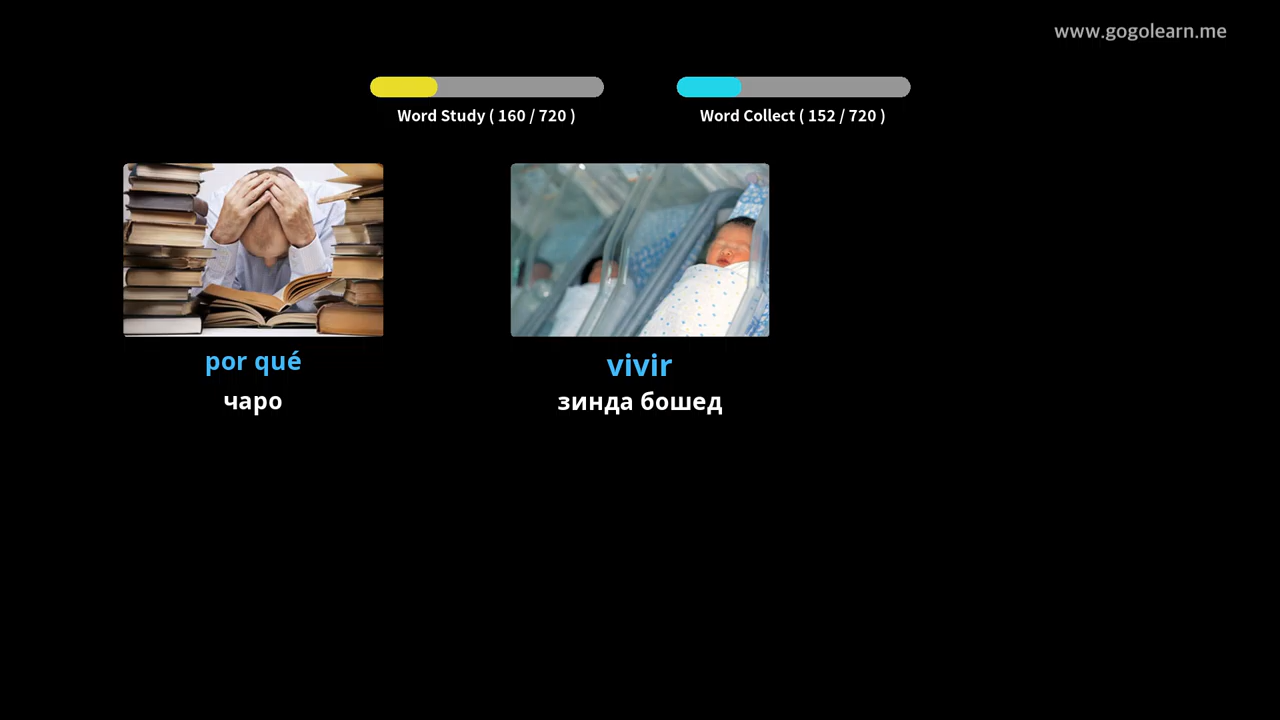 www.gogolearn.me
Word Study ( 160 / 720 )
Word Collect ( 152 / 720 )
por qué
чаро
vivir
зинда бошед